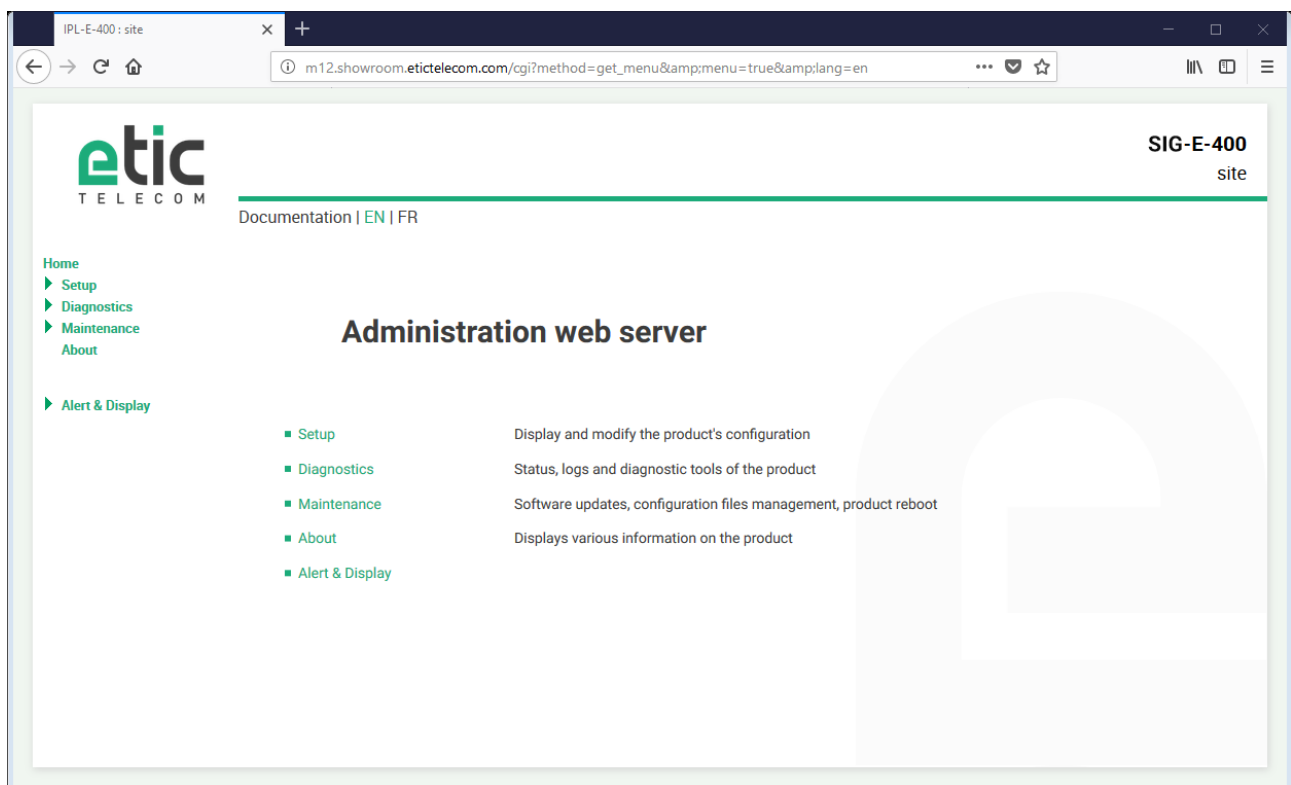 IPL-E-400 : site
m12.showroom.etictelecom.com/cgi?method=get_menu&amp;menu=true&amp;lang=en
etic
TELECOM
SIG-E-400
site
Documentation | EN | FR
Home
Setup
Diagnostics
Maintenance
About
Alert & Display
Administration web server
Setup Display and modify the product's configuration
Diagnostics Status, logs and diagnostic tools of the product
Maintenance Software updates, configuration files management, product reboot
About Displays various information on the product
Alert & Display